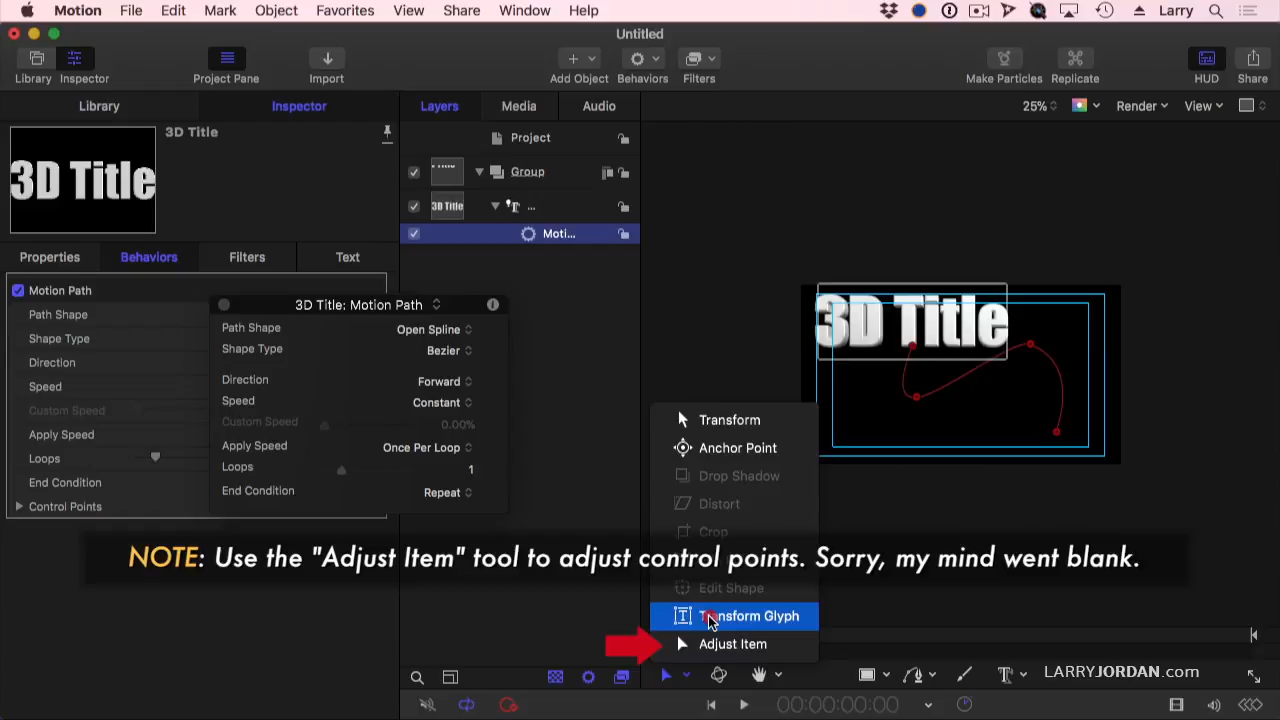 Motion File Edit Mark Object Favorites View Share Window Help Larry
Untitled
Library Inspector Project Pane Import Add Object Behaviors Filters Make Particles Replicate HUD Share
Library Inspector Layers Media Audio 25% Render View
3D Title
3D Title
Project
Group
3D Title ...
Moti...
Properties Behaviors Filters Text
Motion Path
Path Shape
Shape Type
Direction
Speed
Custom Speed
Apply Speed
Loops
End Condition
Control Points
3D Title: Motion Path
Path Shape Open Spline
Shape Type Bezier
Direction Forward
Speed Constant
Custom Speed 0.00%
Apply Speed Once Per Loop
Loops 1
End Condition Repeat
3D Title
Transform
Anchor Point
Drop Shadow
Distort
Crop
NOTE: Use the "Adjust Item" tool to adjust control points. Sorry, my mind went blank.
Edit Shape
Transform Glyph
Adjust Item
LARRYJORDAN.com
00:00:00:00